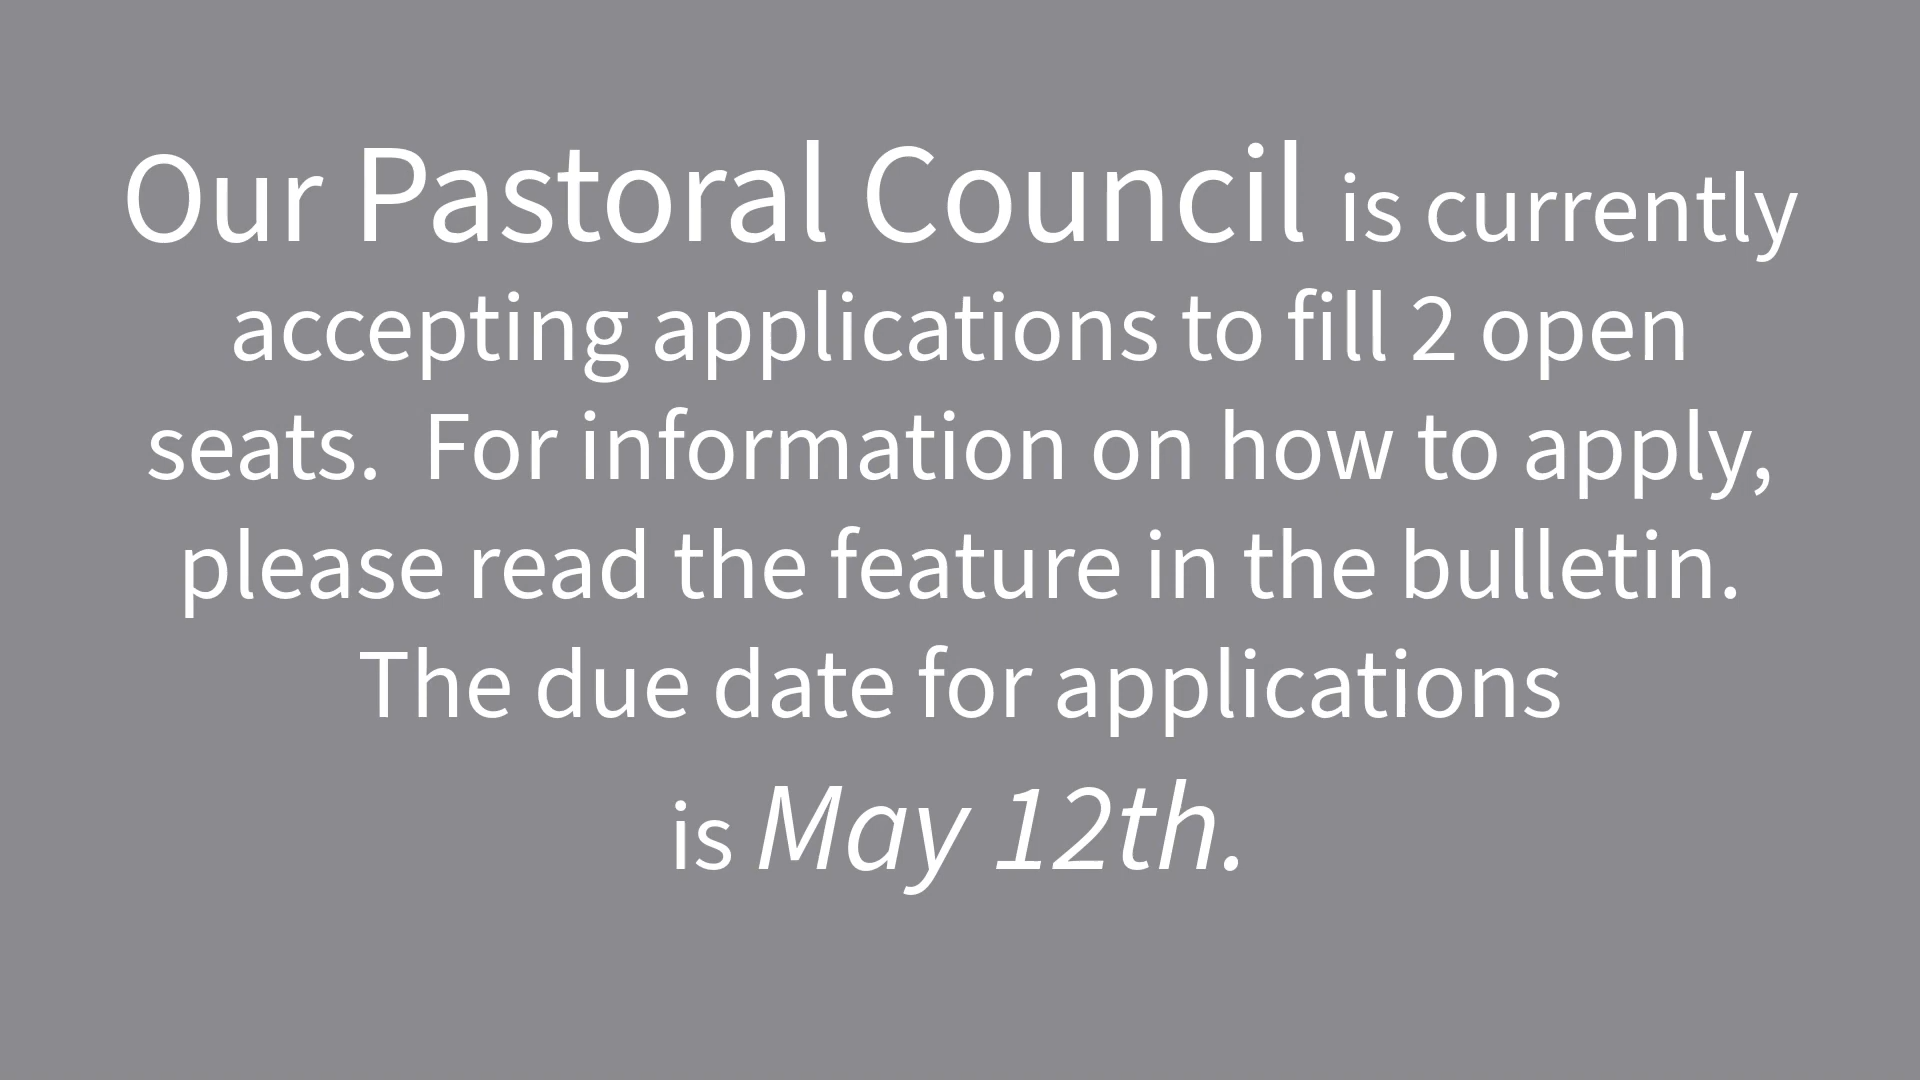 Our Pastoral Council is currently
accepting applications to fill 2 open
seats.  For information on how to apply,
please read the feature in the bulletin.
The due date for applications
is May 12th.